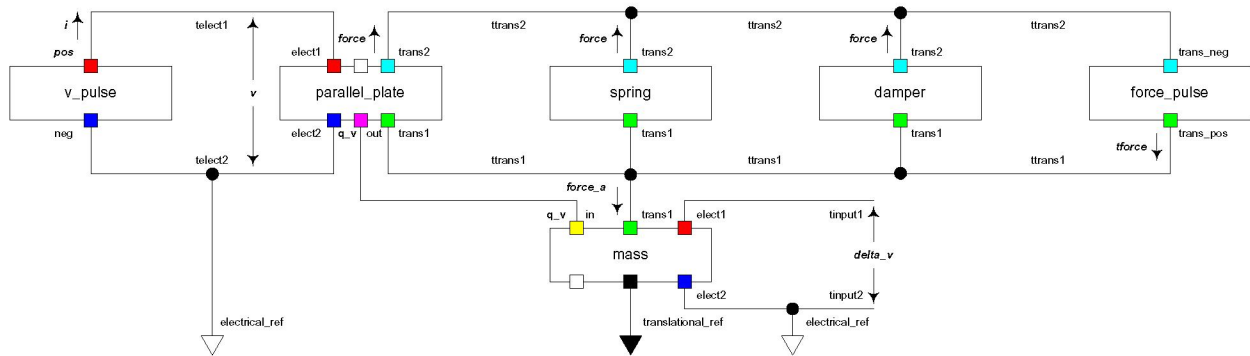 i telect1 ttrans2 ttrans2 ttrans2
pos elect1 force trans2 force trans2 force trans2 trans_neg
v_pulse v parallel_plate spring damper force_pulse
neg elect2 q_v out trans1 trans1 trans1 trans_pos
telect2 ttrans1 ttrans1 ttrans1 tforce
force_a
q_v in trans1 elect1 tinput1
mass delta_v
elect2 tinput2
electrical_ref translational_ref electrical_ref